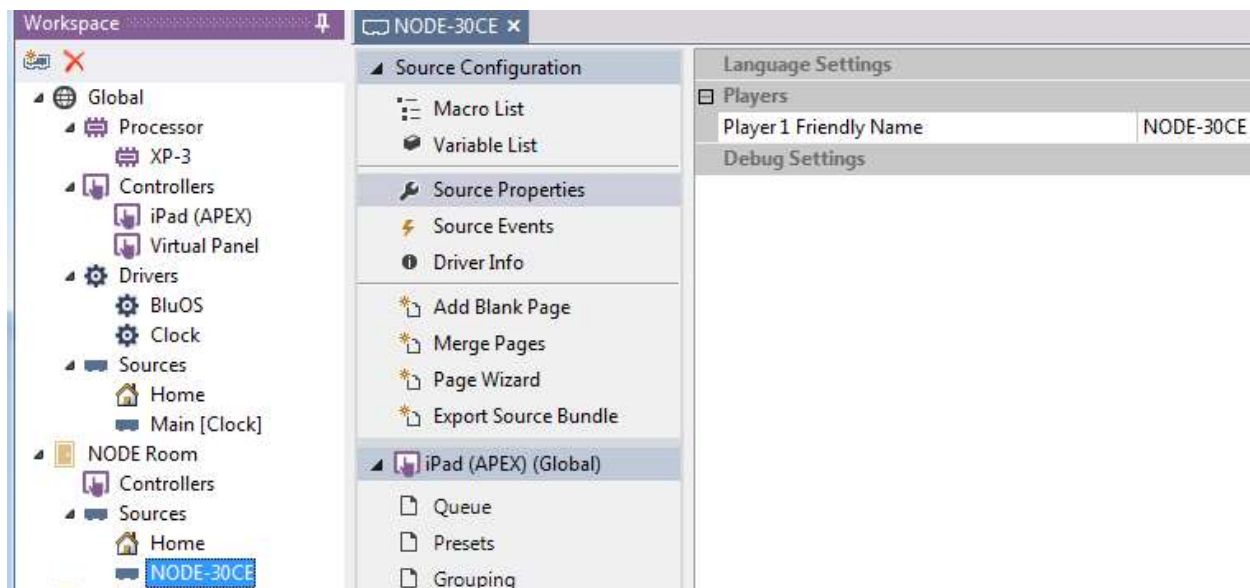 Workspace
Global
Processor
XP-3
Controllers
iPad (APEX)
Virtual Panel
Drivers
BluOS
Clock
Sources
Home
Main [Clock]
NODE Room
Controllers
Sources
Home
NODE-30CE
NODE-30CE
Source Configuration
Macro List
Variable List
Source Properties
Source Events
Driver Info
Add Blank Page
Merge Pages
Page Wizard
Export Source Bundle
iPad (APEX) (Global)
Queue
Presets
Grouping
Language Settings
Players
Player 1 Friendly Name NODE-30CE
Debug Settings